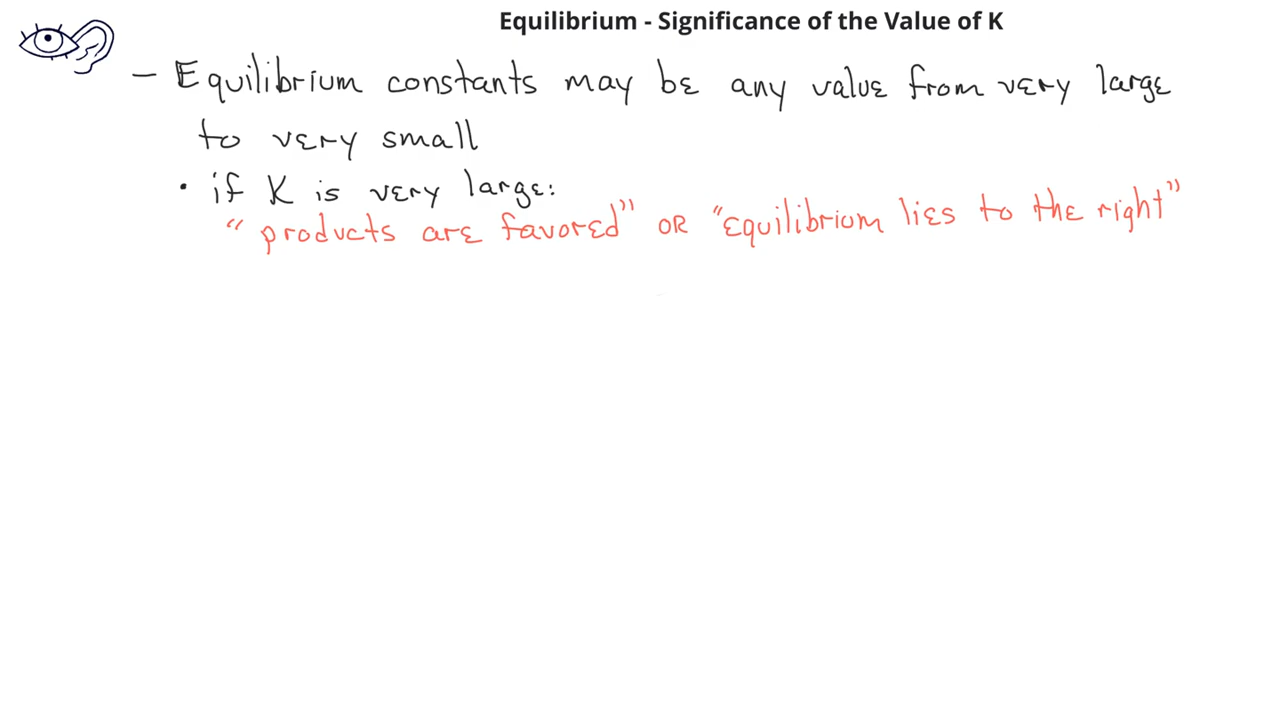 Equilibrium - Significance of the Value of K
– Equilibrium constants may be any value from very large
to very small
• if K is very large:
“products are favored” OR “Equilibrium lies to the right”